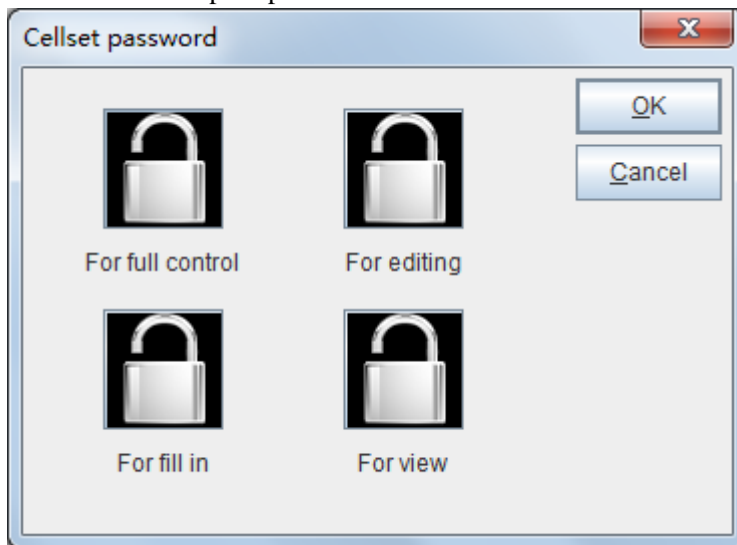 Cellset password
OK
Cancel
For full control
For editing
For fill in
For view